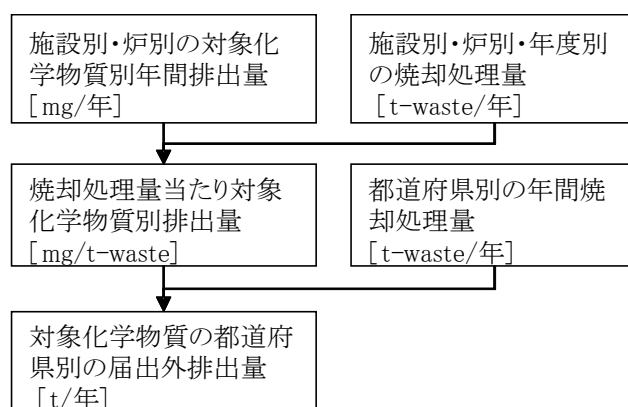 施設別・炉別の対象化
学物質別年間排出量
[mg/年]
施設別・炉別・年度別
の焼却処理量
[t-waste/年]
焼却処理量当たり対象
化学物質別排出量
[mg/t-waste]
都道府県別の年間焼
却処理量
[t-waste/年]
対象化学物質の都道府
県別の届出外排出量
[t/年]